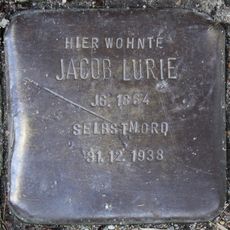 HIER WOHNTE
JACOB LURIE
JG. 1864
SELBSTMORD
31.12.1938